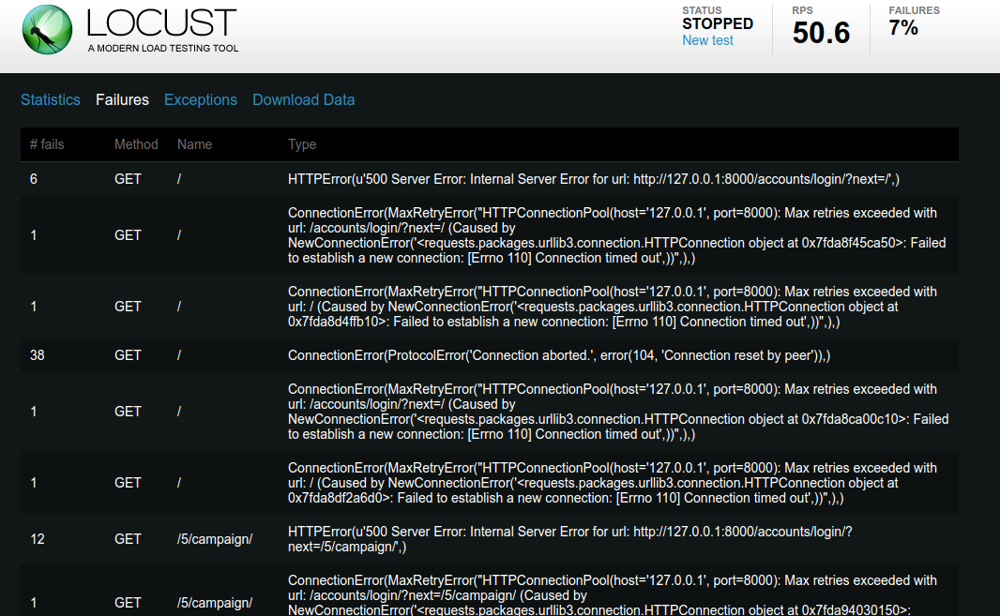 LOCUST
A MODERN LOAD TESTING TOOL
STATUS
STOPPED
New test
RPS
50.6
FAILURES
7%
Statistics Failures Exceptions Download Data
# fails Method Name Type
6 GET / HTTPError(u'500 Server Error: Internal Server Error for url: http://127.0.0.1:8000/accounts/login/?next=/',)
1 GET / ConnectionError(MaxRetryError("HTTPConnectionPool(host='127.0.0.1', port=8000): Max retries exceeded with
url: /accounts/login/?next=/ (Caused by
NewConnectionError('<requests.packages.urllib3.connection.HTTPConnection object at 0x7fda8f45ca50>: Failed
to establish a new connection: [Errno 110] Connection timed out',))",),)
1 GET / ConnectionError(MaxRetryError("HTTPConnectionPool(host='127.0.0.1', port=8000): Max retries exceeded with
url: / (Caused by NewConnectionError('<requests.packages.urllib3.connection.HTTPConnection object at
0x7fda8d4ffb10>: Failed to establish a new connection: [Errno 110] Connection timed out',))",),)
38 GET / ConnectionError(ProtocolError('Connection aborted.', error(104, 'Connection reset by peer')),)
1 GET / ConnectionError(MaxRetryError("HTTPConnectionPool(host='127.0.0.1', port=8000): Max retries exceeded with
url: /accounts/login/?next=/ (Caused by
NewConnectionError('<requests.packages.urllib3.connection.HTTPConnection object at 0x7fda8ca00c10>: Failed
to establish a new connection: [Errno 110] Connection timed out',))",),)
1 GET / ConnectionError(MaxRetryError("HTTPConnectionPool(host='127.0.0.1', port=8000): Max retries exceeded with
url: / (Caused by NewConnectionError('<requests.packages.urllib3.connection.HTTPConnection object at
0x7fda8df2a6d0>: Failed to establish a new connection: [Errno 110] Connection timed out',))",),)
12 GET /5/campaign/ HTTPError(u'500 Server Error: Internal Server Error for url: http://127.0.0.1:8000/accounts/login/?
next=/5/campaign/',)
1 GET /5/campaign/ ConnectionError(MaxRetryError("HTTPConnectionPool(host='127.0.0.1', port=8000): Max retries exceeded with
url: /accounts/login/?next=/5/campaign/ (Caused by
NewConnectionError('<requests.packages.urllib3.connection.HTTPConnection object at 0x7fda94030150>: